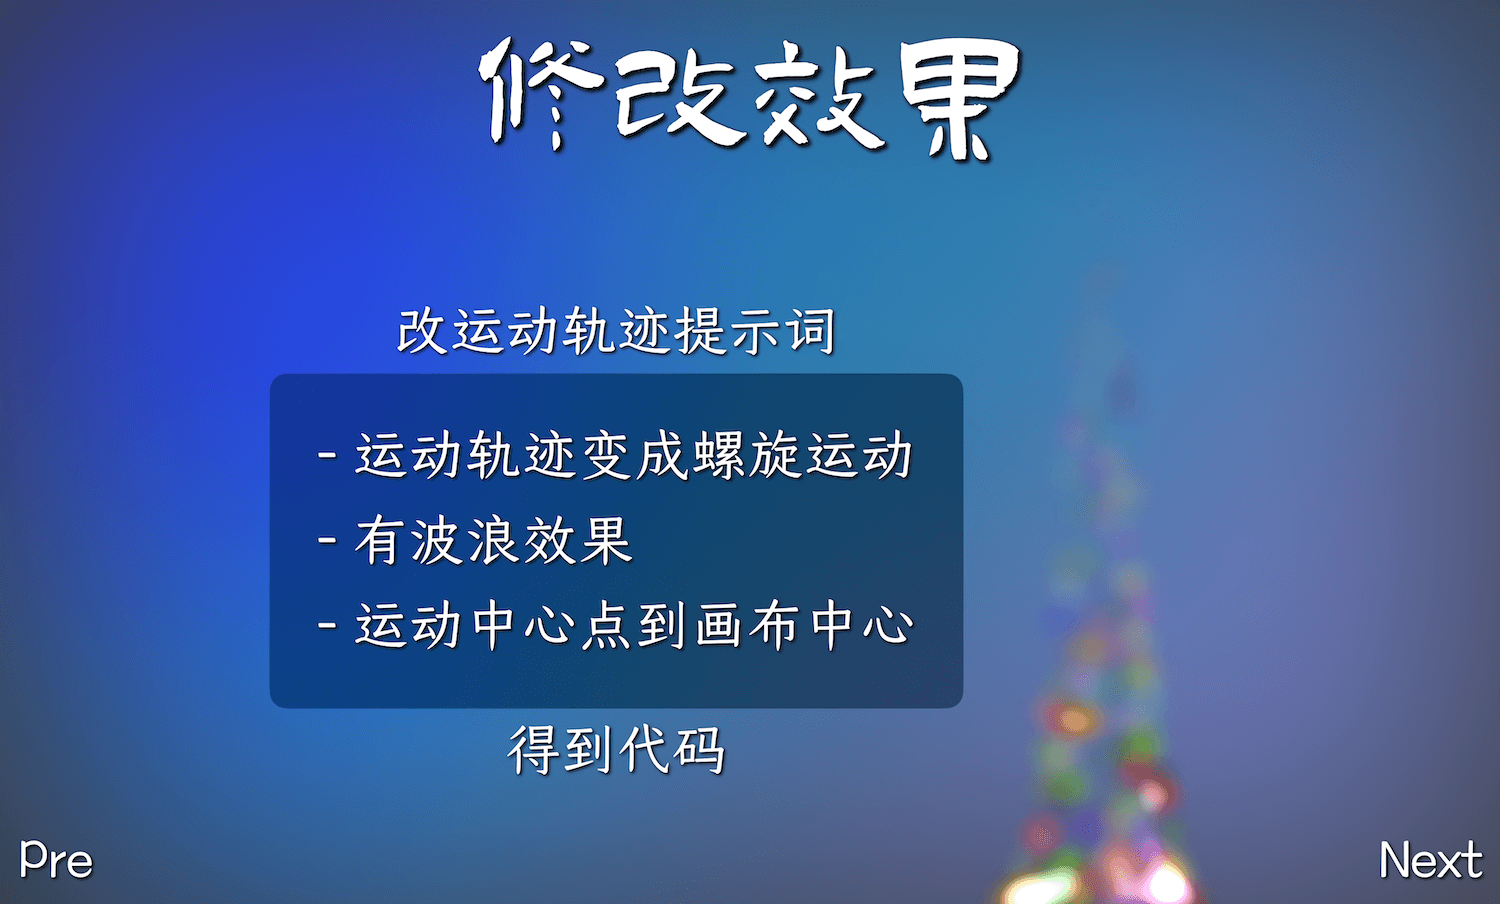 修改效果
改运动轨迹提示词
- 运动轨迹变成螺旋运动
- 有波浪效果
- 运动中心点到画布中心
得到代码
Pre
Next